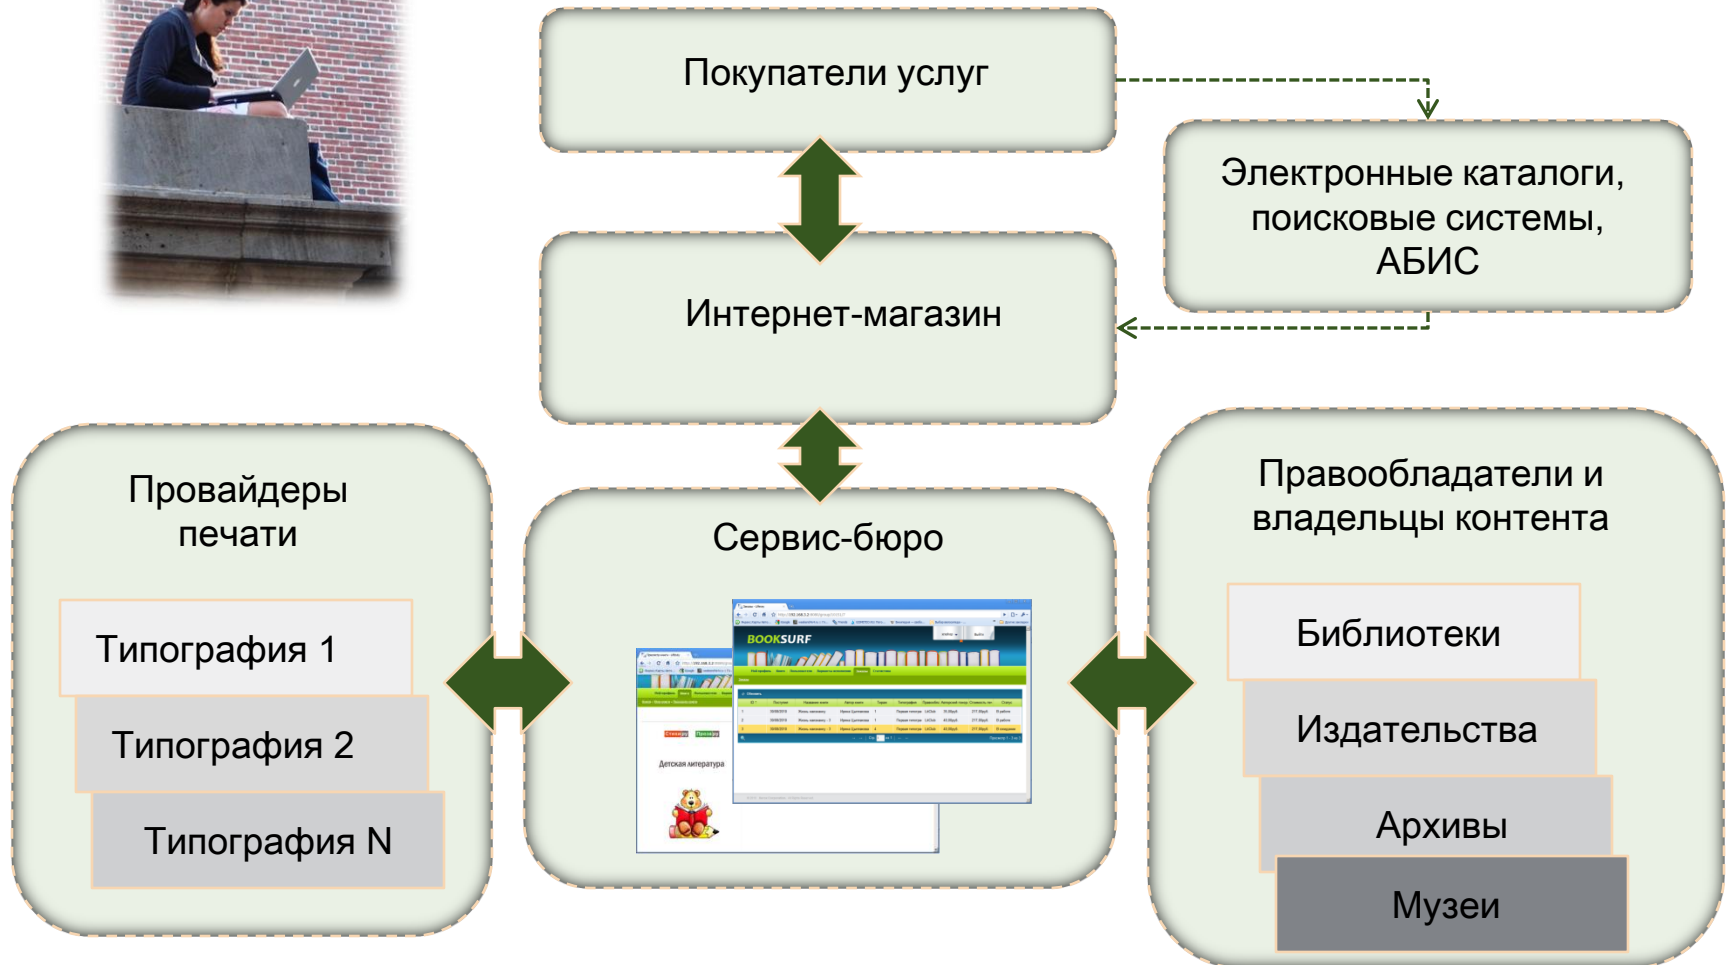 Покупатели услуг
Электронные каталоги,
поисковые системы,
АБИС
Интернет-магазин
Провайдеры
печати
Типография 1
Типография 2
Типография N
Сервис-бюро
BOOKSURF
Детская литература
Правообладатели и
владельцы контента
Библиотеки
Издательства
Архивы
Музеи